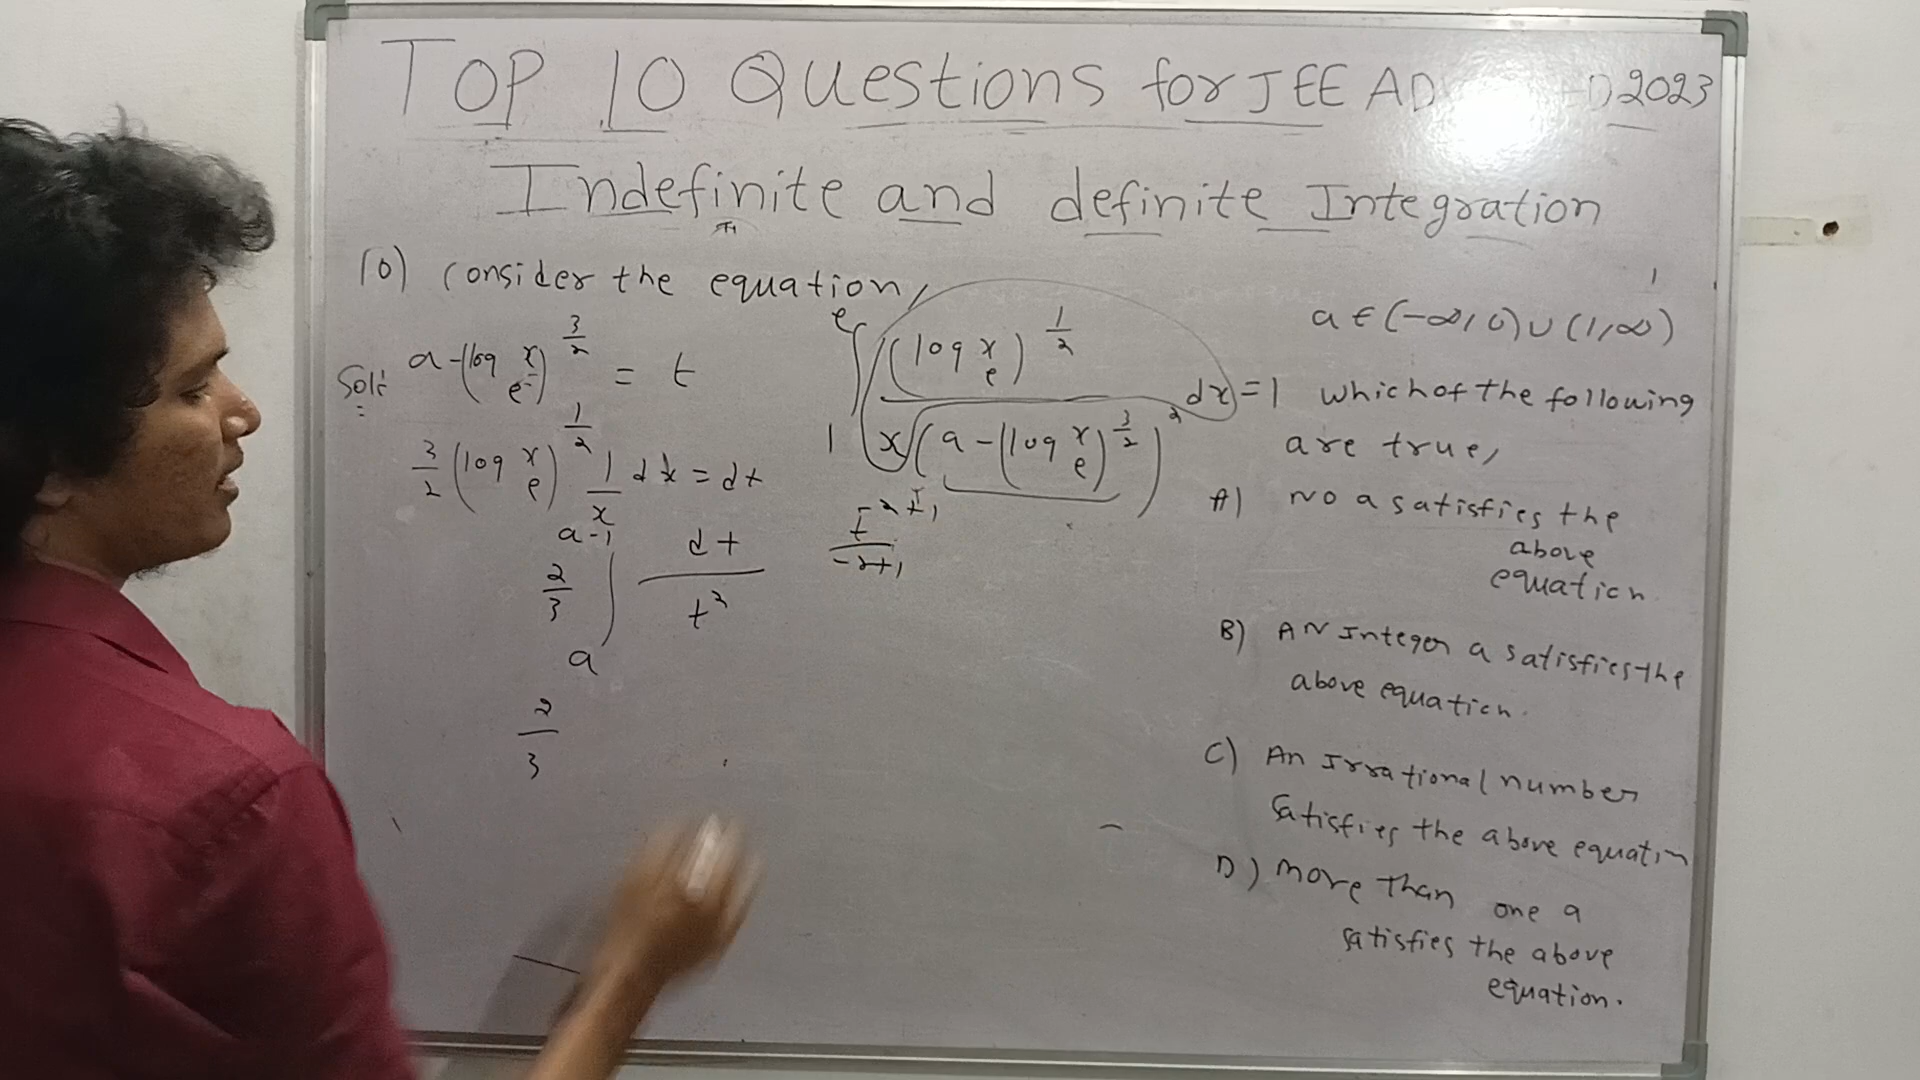 TOP 10 Questions for JEE AD 2023
Indefinite and definite Integration
10) consider the equation,
∫_1^e (log_e x)^{1/2} / x(a-(log_e x)^{3/2})^2 dx = 1
a ∈ (-∞, 0) ∪ (1, ∞)
which of the following
are true,
A) No a satisfies the
above
equation.
B) AN Integer a satisfies the
above equation.
C) An Irrational number
satisfies the above equation
D) more than one a
satisfies the above
equation.
Sol:
a-(log_e x)^{3/2} = t
3/2 (log_e x)^{1/2} 1/x dx = dt
2/3 ∫_a^{a-1} dt/t^2
t^{-2+1}/-2+1
2/3